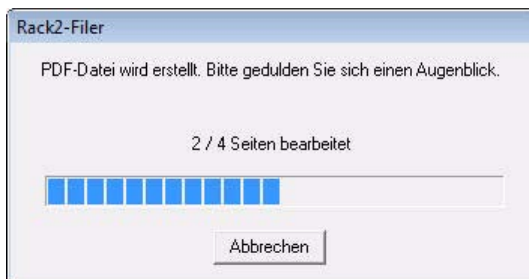 Rack2-Filer
PDF-Datei wird erstellt. Bitte gedulden Sie sich einen Augenblick.
2 / 4 Seiten bearbeitet
Abbrechen